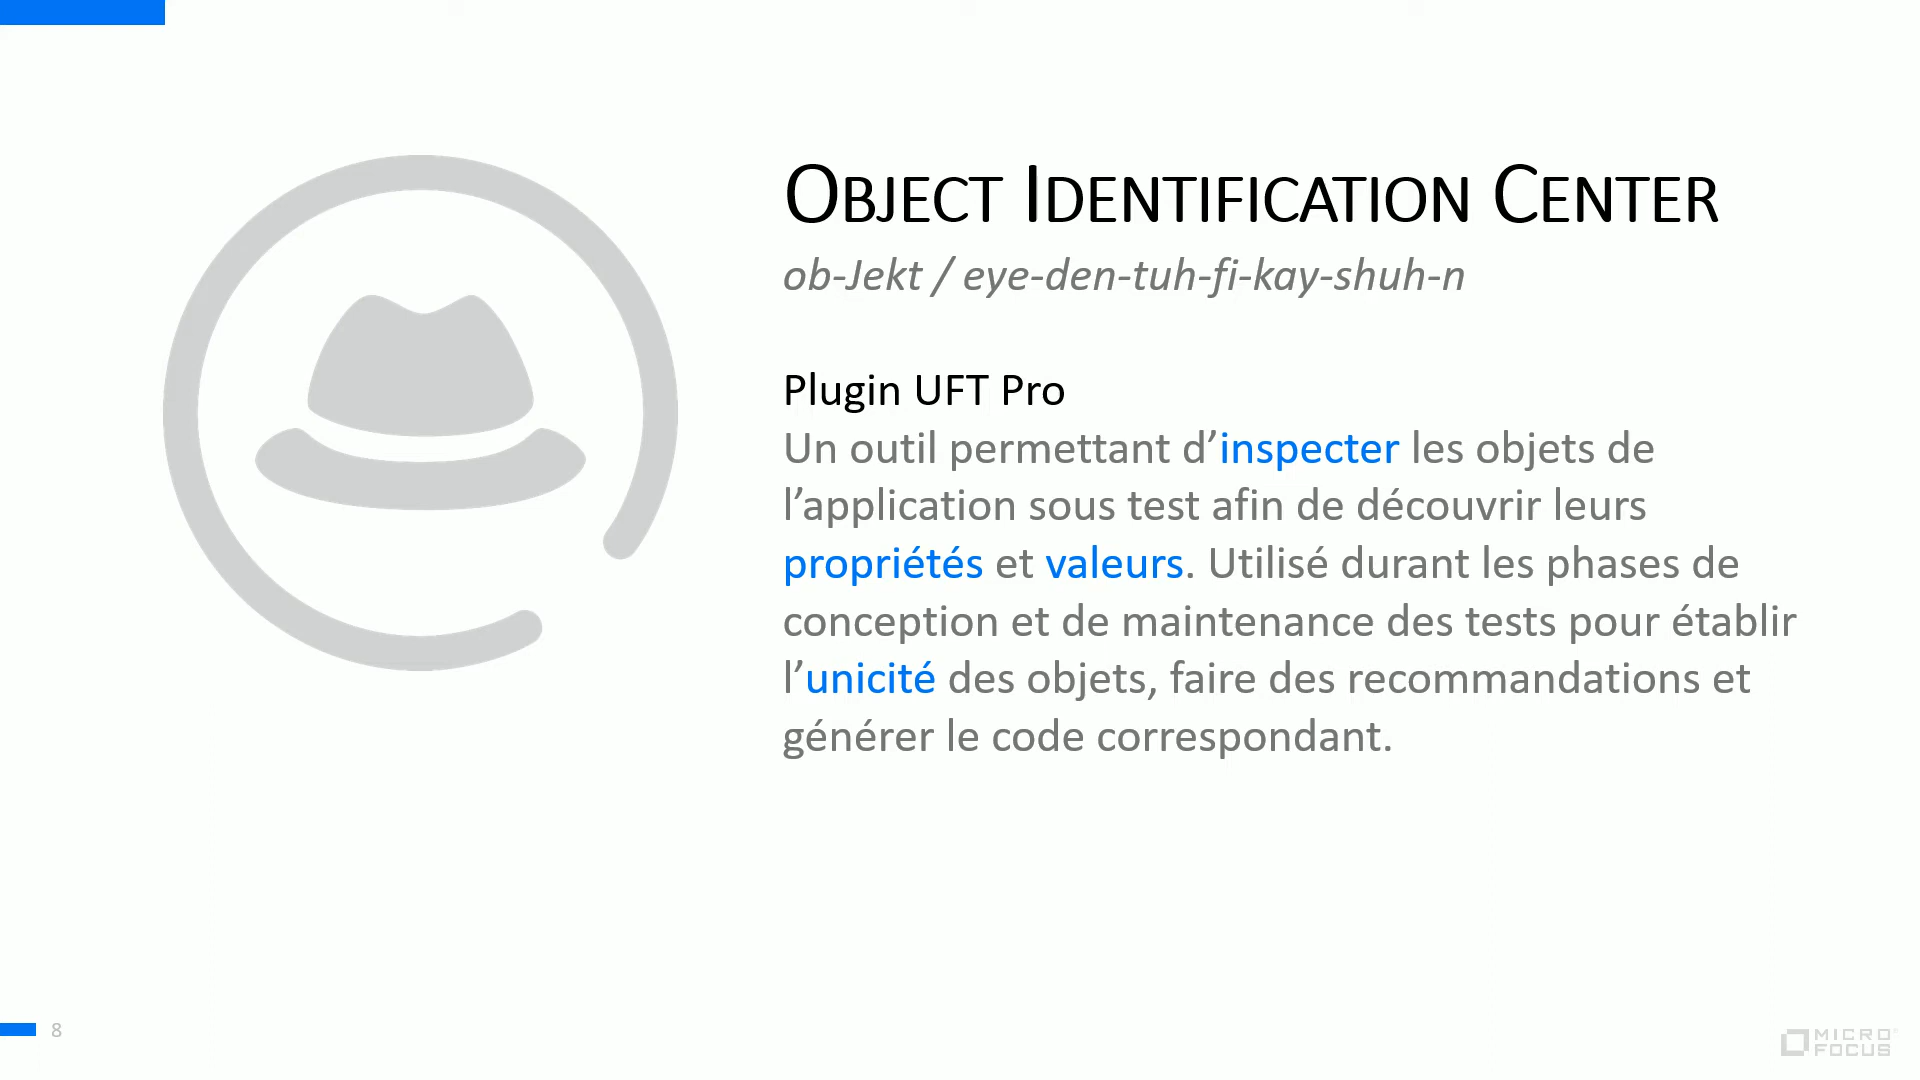 OBJECT IDENTIFICATION CENTER
ob-Jekt / eye-den-tuh-fi-kay-shuh-n
Plugin UFT Pro
Un outil permettant d’inspecter les objets de
l’application sous test afin de découvrir leurs
propriétés et valeurs. Utilisé durant les phases de
conception et de maintenance des tests pour établir
l’unicité des objets, faire des recommandations et
générer le code correspondant.
8
MICRO
FOCUS